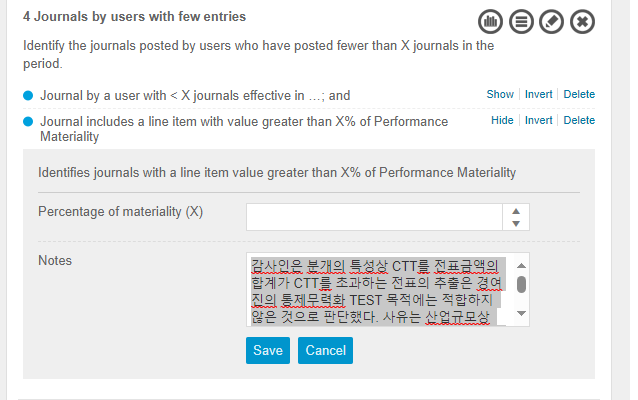 4 Journals by users with few entries
Identify the journals posted by users who have posted fewer than X journals in the
period.
Journal by a user with < X journals effective in …; and
Show Invert Delete
Journal includes a line item with value greater than X% of Performance
Materiality
Hide Invert Delete
Identifies journals with a line item value greater than X% of Performance Materiality
Percentage of materiality (X)
Notes
감사인은 분개의 특성상 CTT를 전표금액의
합계가 CTT를 초과하는 전표의 추출은 경여
진의 통제무력화 TEST 목적에는 적합하지
않은 것으로 판단했다. 사유는 산업규모상
Save Cancel